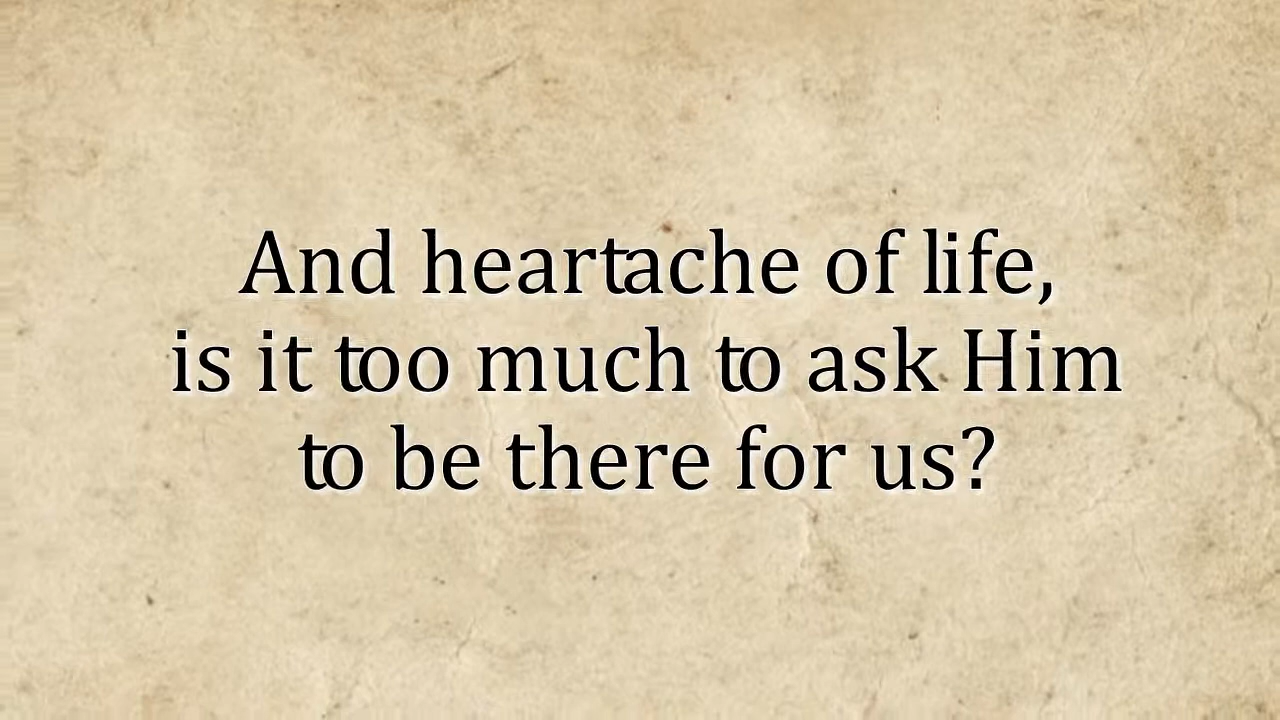 And heartache of life,
is it too much to ask Him
to be there for us?